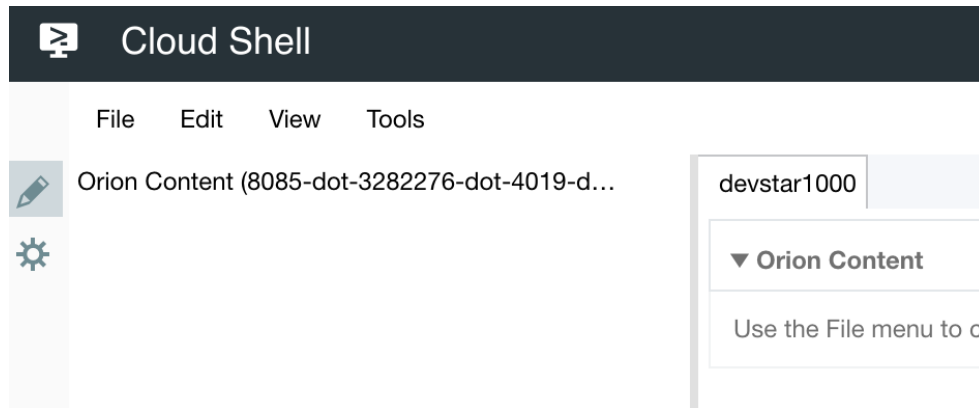 Cloud Shell
File Edit View Tools
Orion Content (8085-dot-3282276-dot-4019-d...
devstar1000
Orion Content
Use the File menu to